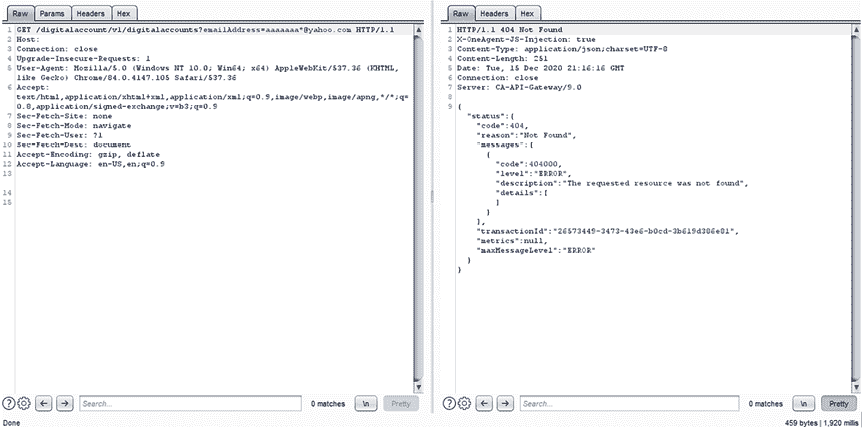 Raw Params Headers Hex
1 GET /digitalaccount/v1/digitalaccounts?emailAddress=aaaaaaa*@yahoo.com HTTP/1.1
2 Host:
3 Connection: close
4 Upgrade-Insecure-Requests: 1
5 User-Agent: Mozilla/5.0 (Windows NT 10.0; Win64; x64) AppleWebKit/537.36 (KHTML,
like Gecko) Chrome/84.0.4147.105 Safari/537.36
6 Accept:
text/html,application/xhtml+xml,application/xml;q=0.9,image/webp,image/apng,*/*;q=
0.8,application/signed-exchange;v=b3;q=0.9
7 Sec-Fetch-Site: none
8 Sec-Fetch-Mode: navigate
9 Sec-Fetch-User: ?1
10 Sec-Fetch-Dest: document
11 Accept-Encoding: gzip, deflate
12 Accept-Language: en-US,en;q=0.9
13
14
15
Search... 0 matches \n Pretty
Done
Raw Headers Hex
1 HTTP/1.1 404 Not Found
2 X-OneAgent-JS-Injection: true
3 Content-Type: application/json;charset=UTF-8
4 Content-Length: 251
5 Date: Tue, 15 Dec 2020 21:16:16 GMT
6 Connection: close
7 Server: CA-API-Gateway/9.0
8
9 {
"status":{
"code":404,
"reason":"Not Found",
"messages":[
{
"code":404000,
"level":"ERROR",
"description":"The requested resource was not found",
"details":[
]
}
],
"transactionId":"26573449-3473-43e6-b0cd-3b619d386e81",
"metrics":null,
"maxMessageLevel":"ERROR"
}
}
Search... 0 matches \n Pretty
459 bytes | 1,920 millis